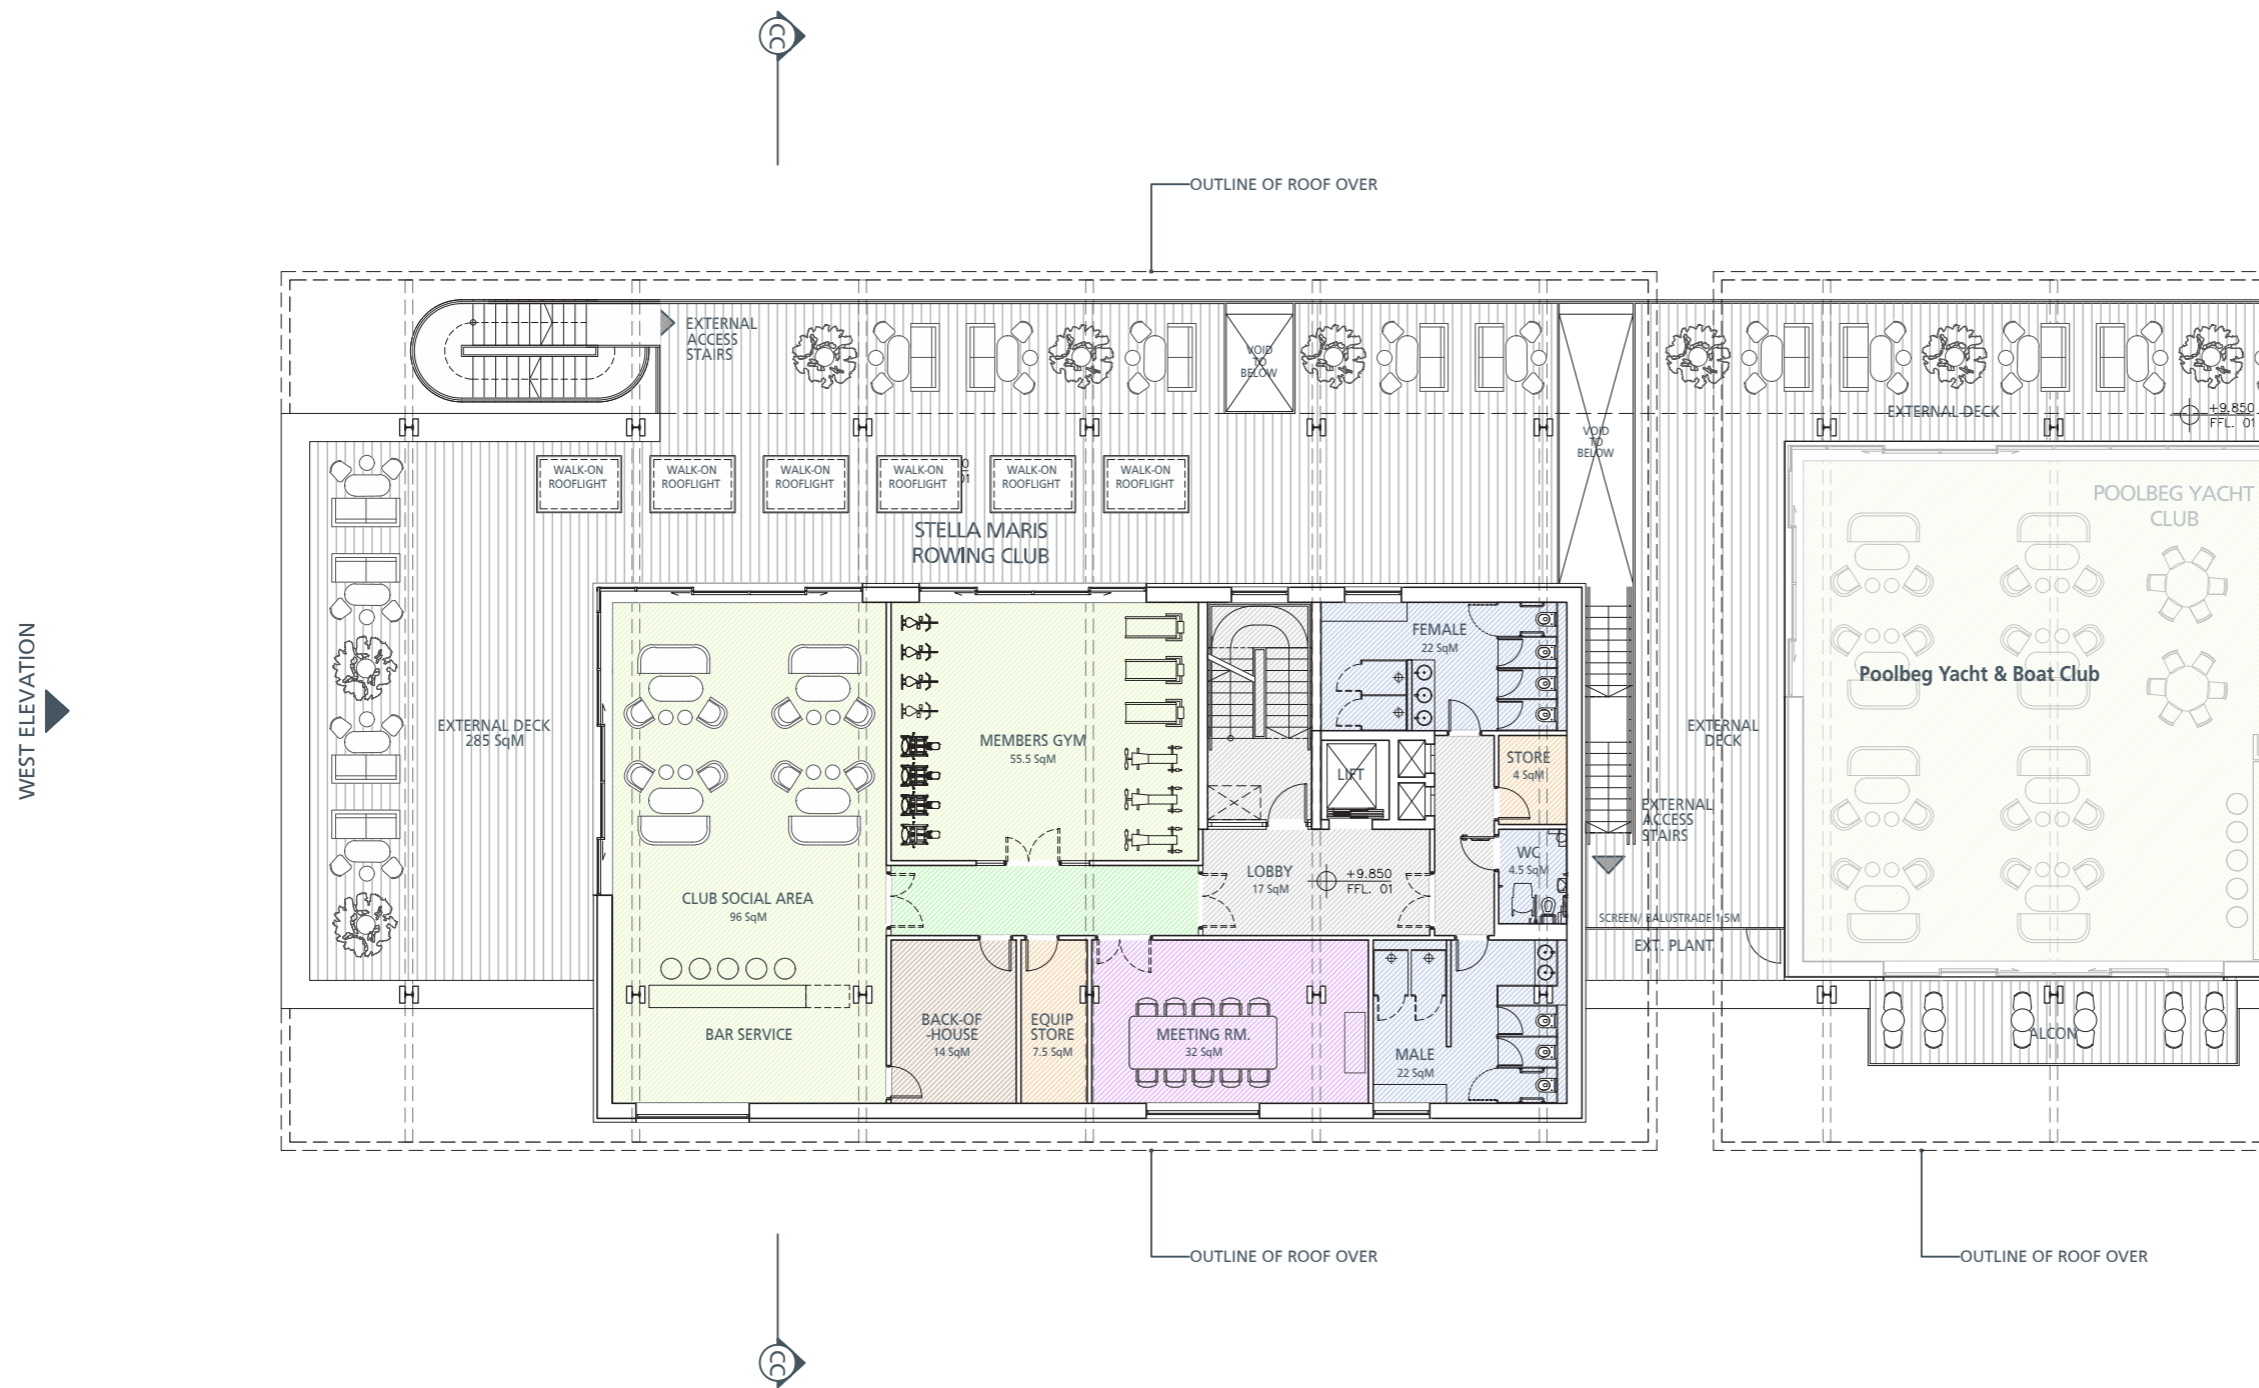 CC
OUTLINE OF ROOF OVER
EXTERNAL
ACCESS
STAIRS
VOID
TO
BELOW
VOID
TO
BELOW
EXTERNAL DECK
+9.850
FFL. 01
WALK-ON
ROOFLIGHT
WALK-ON
ROOFLIGHT
WALK-ON
ROOFLIGHT
WALK-ON
ROOFLIGHT
WALK-ON
ROOFLIGHT
WALK-ON
ROOFLIGHT
STELLA MARIS
ROWING CLUB
POOLBEG YACHT
CLUB
Poolbeg Yacht & Boat Club
WEST ELEVATION
EXTERNAL DECK
285 SqM
MEMBERS GYM
55.5 SqM
FEMALE
22 SqM
LIFT
STORE
4 SqM
EXTERNAL
DECK
EXTERNAL
ACCESS
STAIRS
WC
4.5 SqM
LOBBY
17 SqM
+9.850
FFL. 01
CLUB SOCIAL AREA
96 SqM
SCREEN/ BALUSTRADE 1.5M
EXT. PLANT
BAR SERVICE
BACK-OF
-HOUSE
14 SqM
EQUIP
STORE
7.5 SqM
MEETING RM.
32 SqM
MALE
22 SqM
ALCON
OUTLINE OF ROOF OVER
OUTLINE OF ROOF OVER
CC